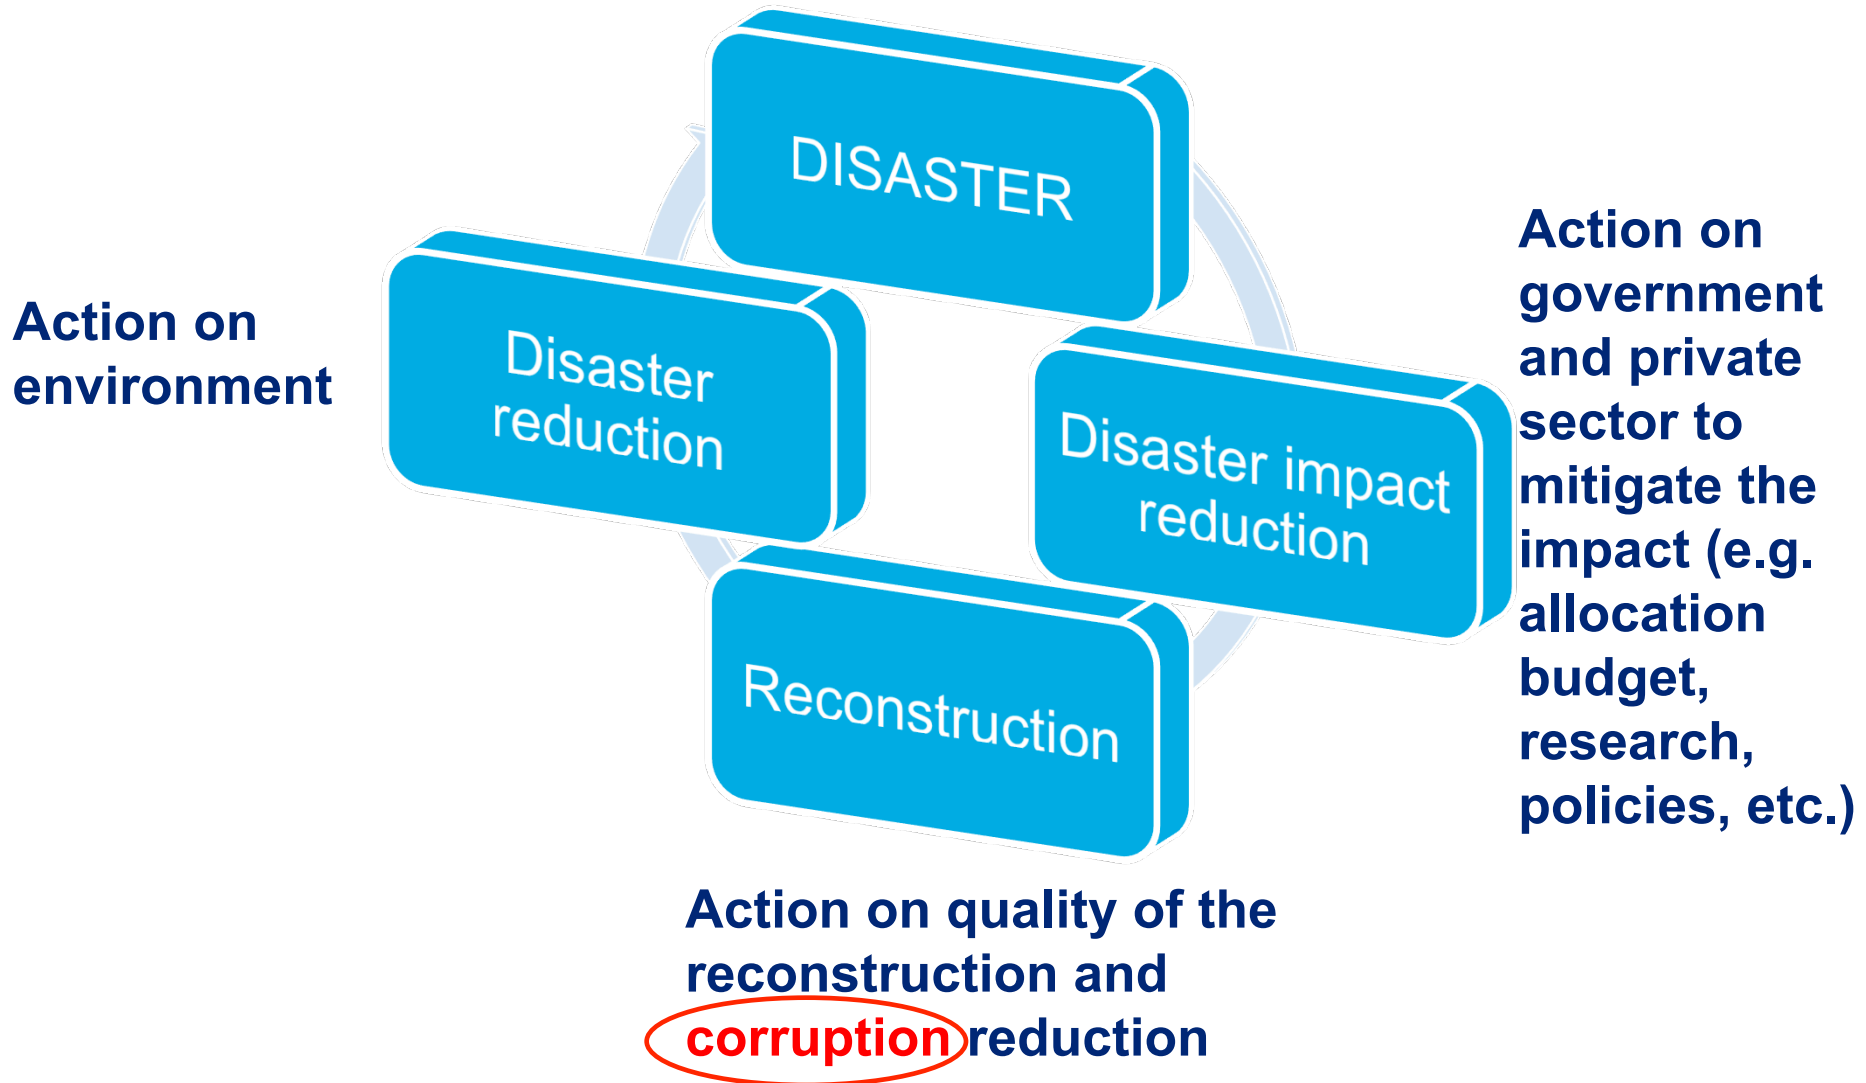 DISASTER
Disaster
reduction
Disaster impact
reduction
Reconstruction
Action on
environment
Action on
government
and private
sector to
mitigate the
impact (e.g.
allocation
budget,
research,
policies, etc.)
Action on quality of the
reconstruction and
corruption reduction